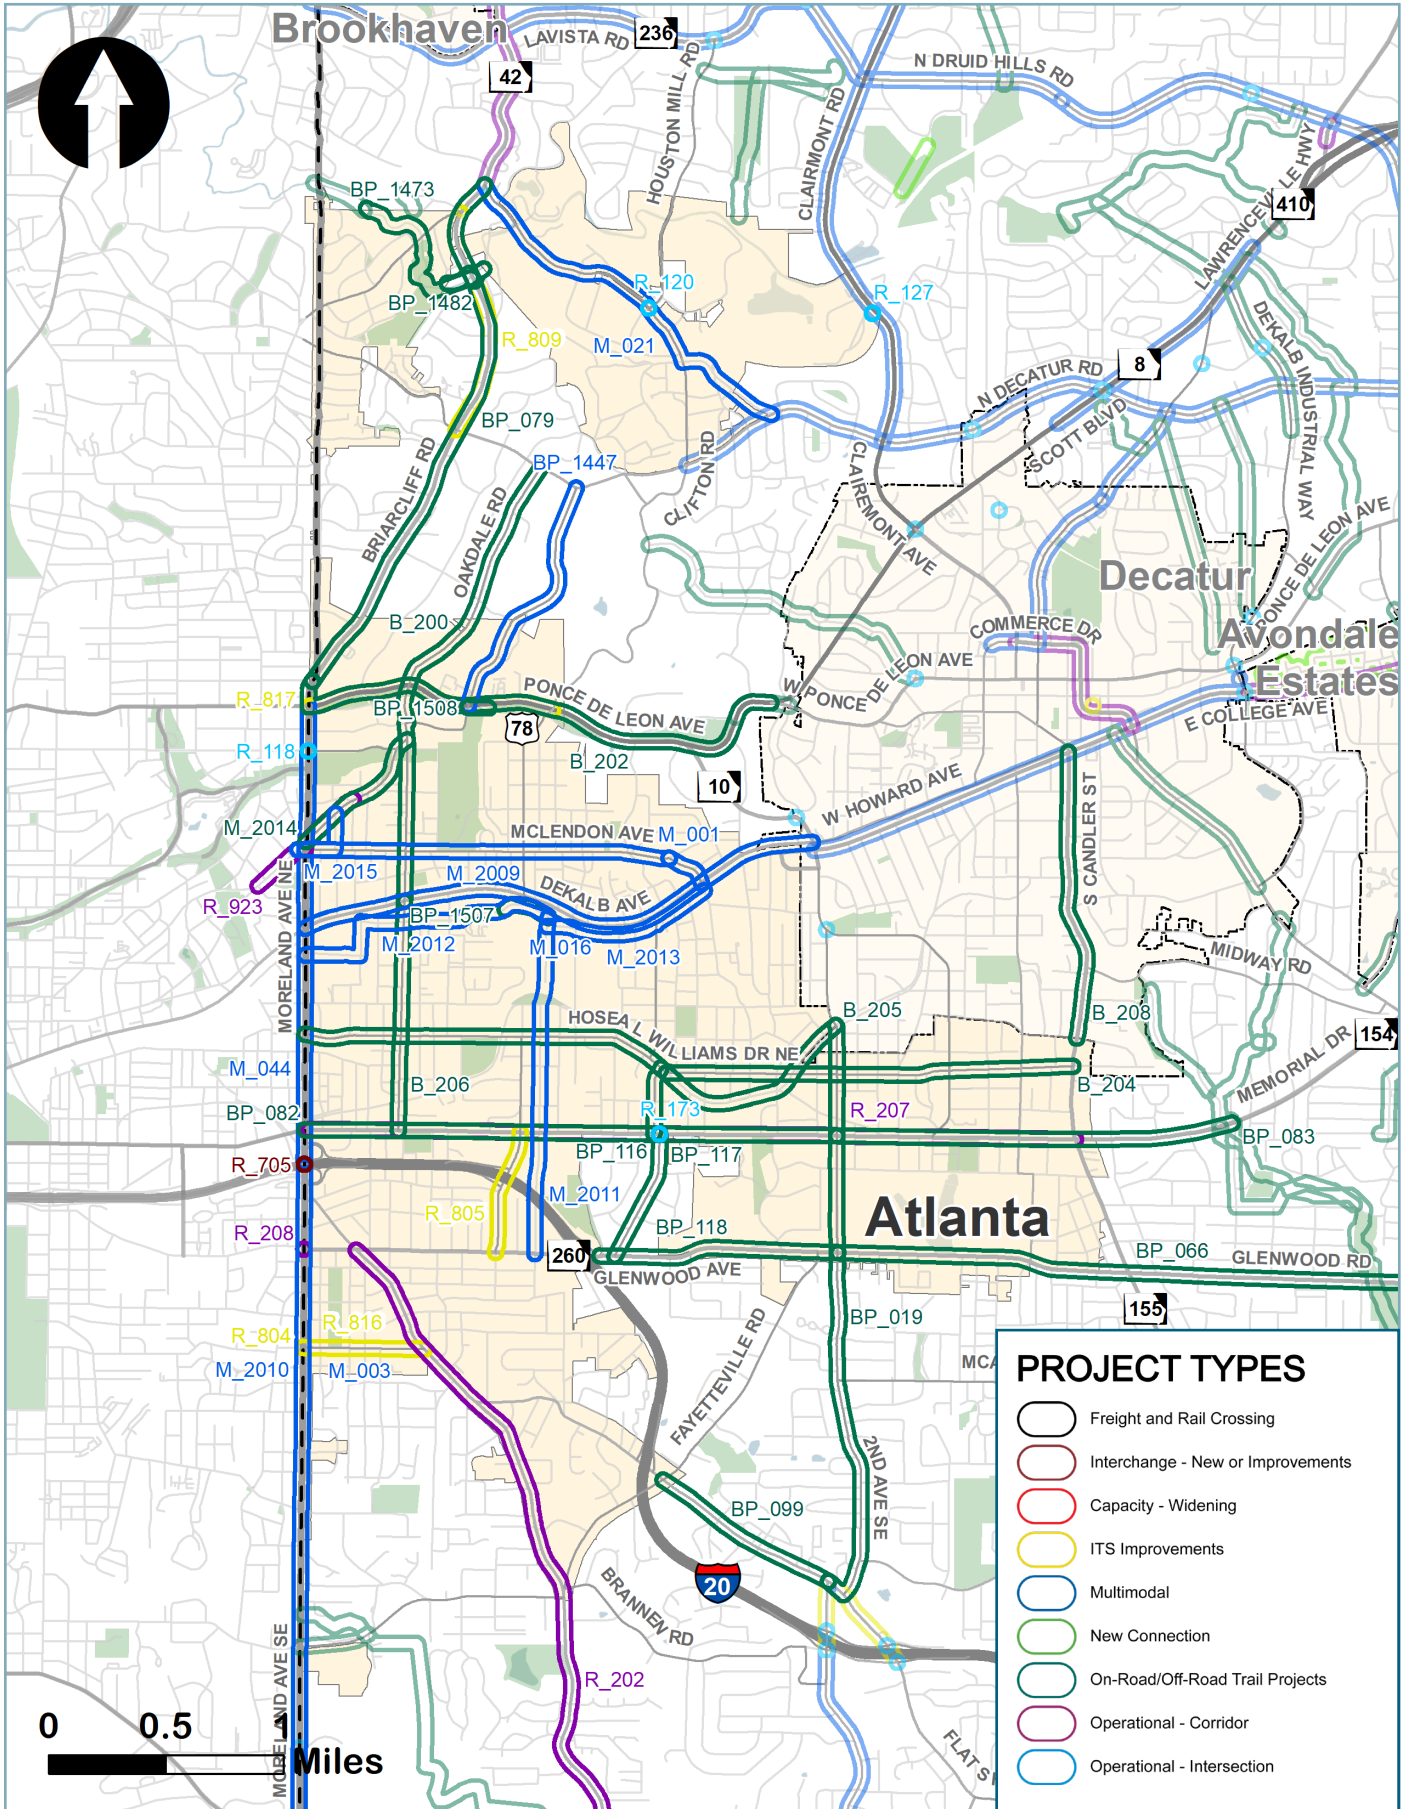 Brookhaven
LAVISTA RD
236
42
N DRUID HILLS RD
HOUSTON MILL RD
CLAIRMONT RD
LAWRENCEVILLE HWY
410
BP_1473
BP_1482
R_120
R_127
M_021
R_809
DEKALB INDUSTRIAL WAY
8
N DECATUR RD
SCOTT BLVD
BP_079
BP_1447
BRIARCLIFF RD
OAKDALE RD
CLIFTON RD
CLAIREMONT AVE
E PONCE DE LEON AVE
Decatur
B_200
COMMERCE DR
Avondale
Estates
R_817
BP_1508
PONCE DE LEON AVE
W PONCE DE LEON AVE
E COLLEGE AVE
78
R_118
B_202
10
W HOWARD AVE
S CANDLER ST
M_2014
MCLENDON AVE
M_001
M_2015
M_2009
DEKALB AVE
R_923
BP_1507
M_2012
M_016
M_2013
MORELAND AVE NE
MIDWAY RD
HOSEA L WILLIAMS DR NE
B_205
B_208
154
MEMORIAL DR
M_044
B_206
B_204
BP_082
R_173
R_207
BP_083
BP_116
BP_117
R_705
M_2011
R_805
R_208
BP_118
Atlanta
260
GLENWOOD AVE
BP_066
GLENWOOD RD
155
R_804
R_816
BP_019
M_2010
M_003
FAYETTEVILLE RD
MCA
2ND AVE SE
BP_099
20
BRANNEN RD
R_202
MORELAND AVE SE
FLAT S
0 0.5 1
Miles
PROJECT TYPES
Freight and Rail Crossing
Interchange - New or Improvements
Capacity - Widening
ITS Improvements
Multimodal
New Connection
On-Road/Off-Road Trail Projects
Operational - Corridor
Operational - Intersection